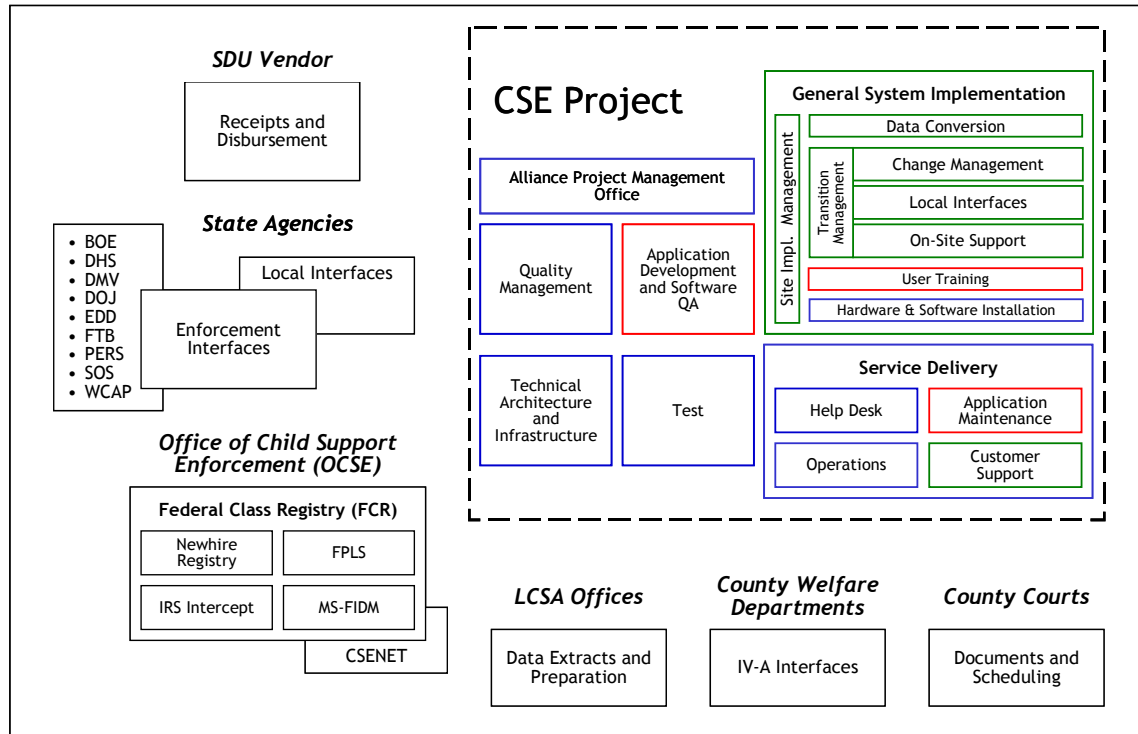 SDU Vendor
Receipts and
Disbursement
State Agencies
• BOE
• DHS
• DMV
• DOJ
• EDD
• FTB
• PERS
• SOS
• WCAP
Local Interfaces
Enforcement
Interfaces
Office of Child Support
Enforcement (OCSE)
Federal Class Registry (FCR)
Newhire
Registry
FPLS
IRS Intercept
MS-FIDM
CSENET
CSE Project
Alliance Project Management
Office
Quality
Management
Application
Development
and Software
QA
Technical
Architecture
and
Infrastructure
Test
General System Implementation
Site Impl. Management
Data Conversion
Transition
Management
Change Management
Local Interfaces
On-Site Support
User Training
Hardware & Software Installation
Service Delivery
Help Desk
Application
Maintenance
Operations
Customer
Support
LCSA Offices
Data Extracts and
Preparation
County Welfare
Departments
IV-A Interfaces
County Courts
Documents and
Scheduling